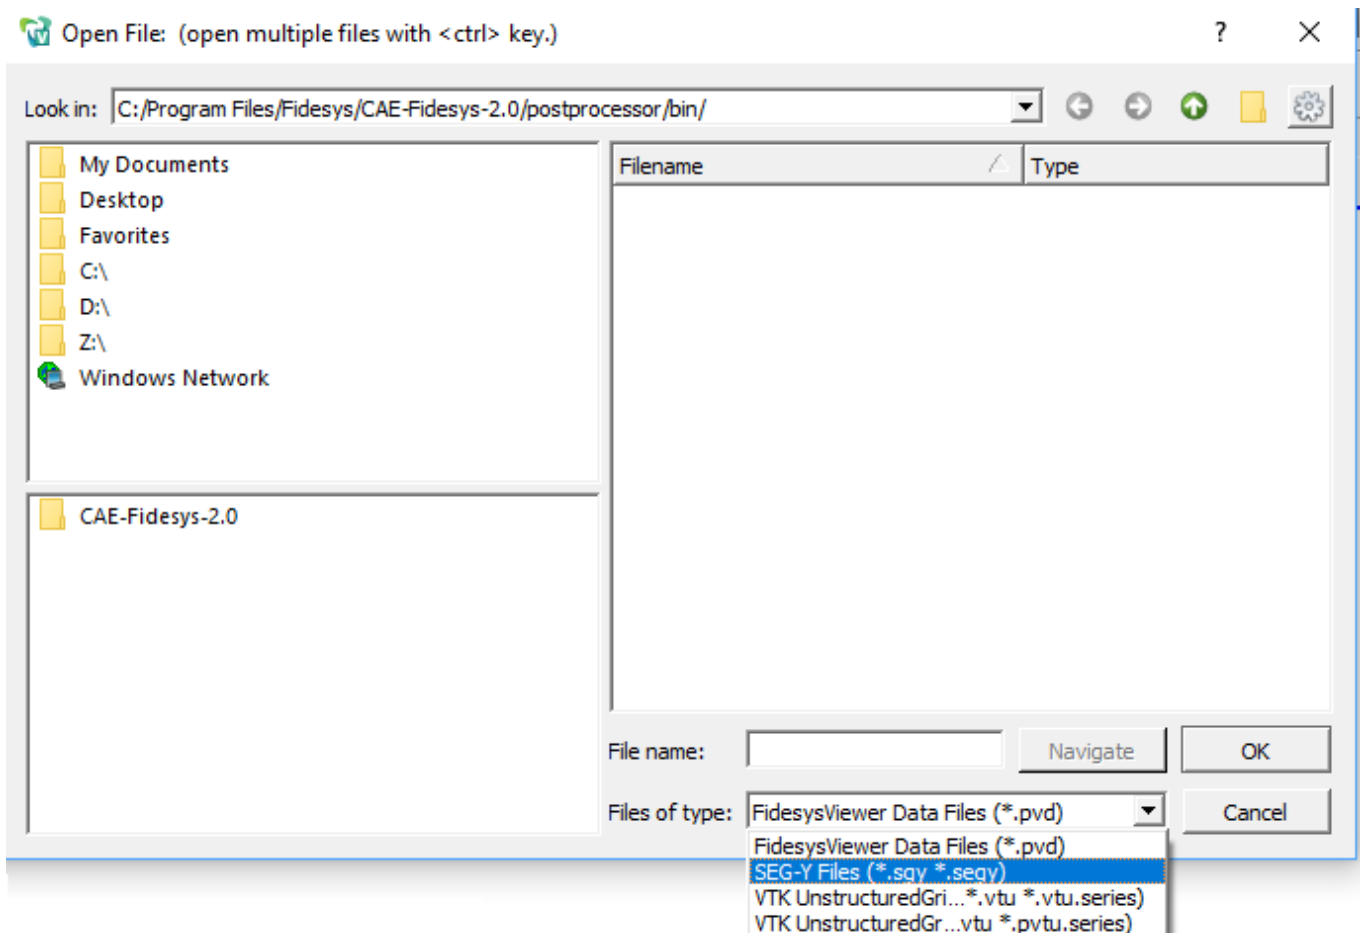 Open File: (open multiple files with <ctrl> key.)
?
Look in: C:/Program Files/Fidesys/CAE-Fidesys-2.0/postprocessor/bin/
My Documents
Desktop
Favorites
C:\
D:\
Z:\
Windows Network
CAE-Fidesys-2.0
Filename Type
File name: Navigate OK
Files of type: FidesysViewer Data Files (*.pvd) Cancel
FidesysViewer Data Files (*.pvd)
SEG-Y Files (*.sgy *.segy)
VTK UnstructuredGri...*.vtu *.vtu.series)
VTK UnstructuredGr...vtu *.pvtu.series)